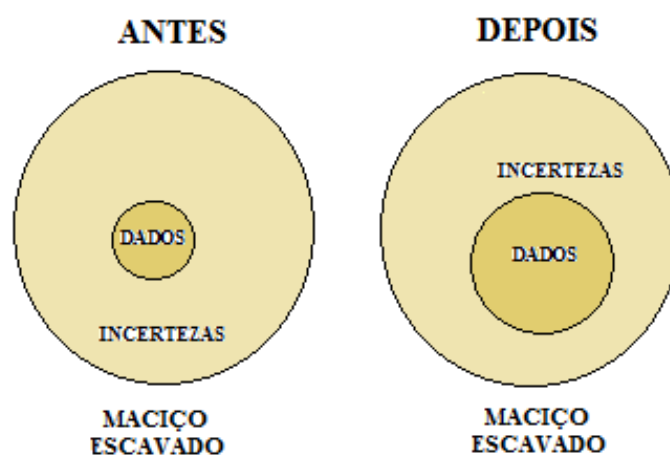 ANTES
DADOS
INCERTEZAS
MACIÇO
ESCAVADO
DEPOIS
INCERTEZAS
DADOS
MACIÇO
ESCAVADO